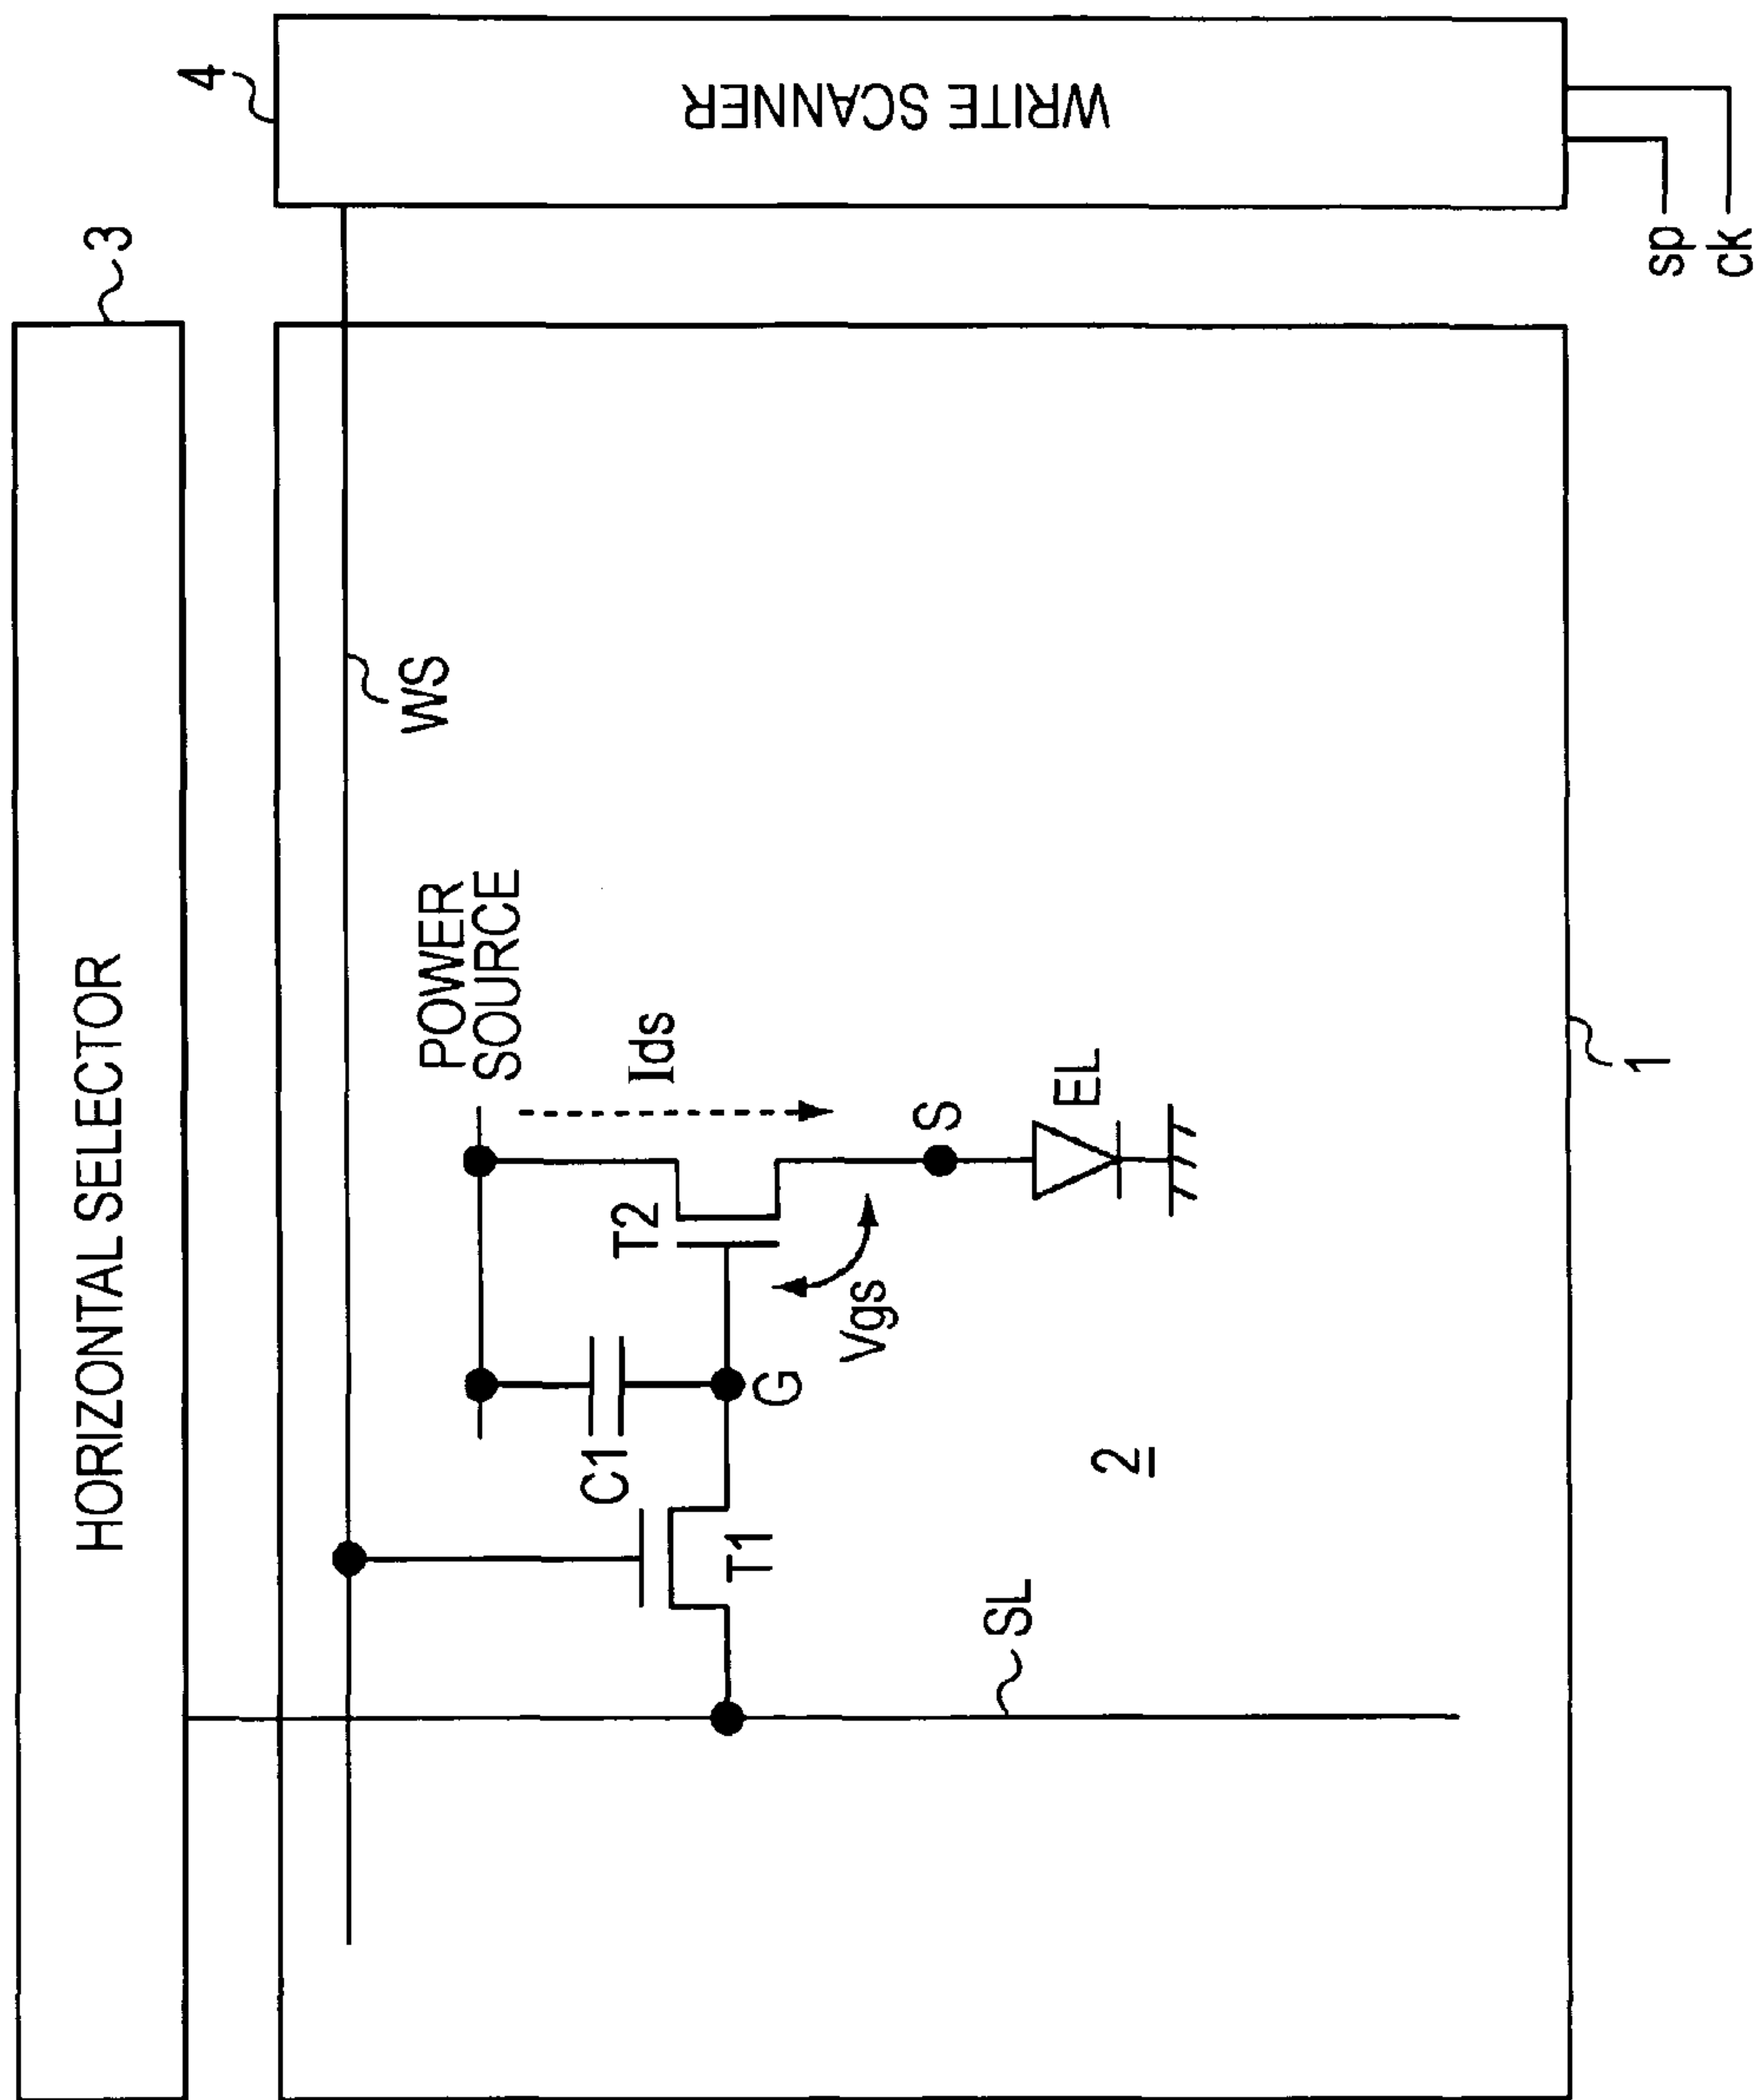 HORIZONTAL SELECTOR
3
4
WRITE SCANNER
sp
ck
WS
POWER
SOURCE
Ids
T2
C1
G
Vgs
S
EL
T1
2
SL
1